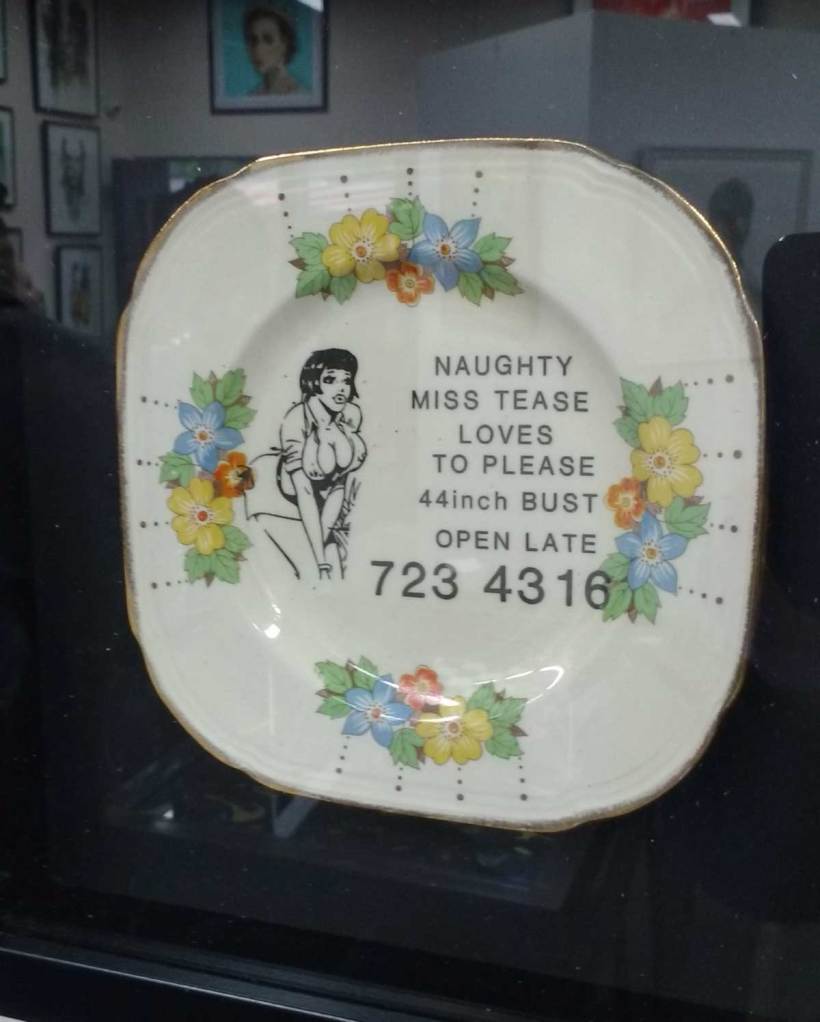 NAUGHTY
MISS TEASE
LOVES
TO PLEASE
44inch BUST
OPEN LATE
723 4316